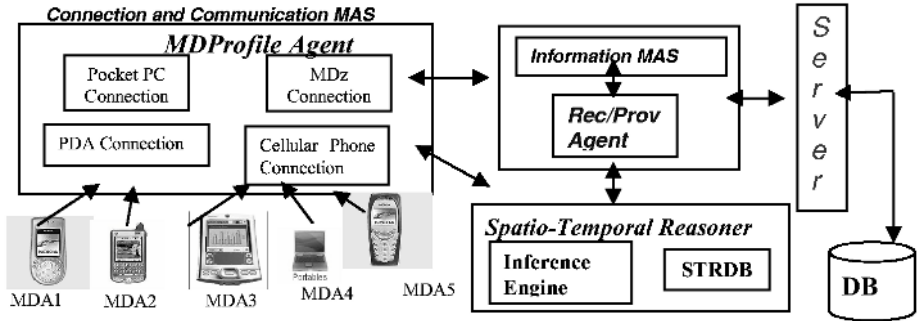 Connection and Communication MAS
MDProfile Agent
Pocket PC
Connection
MDz
Connection
PDA Connection
Cellular Phone
Connection
Information MAS
Rec/Prov
Agent
Server
Spatio-Temporal Reasoner
Inference
Engine
STRDB
DB
Portables
MDA1
MDA2
MDA3
MDA4
MDA5